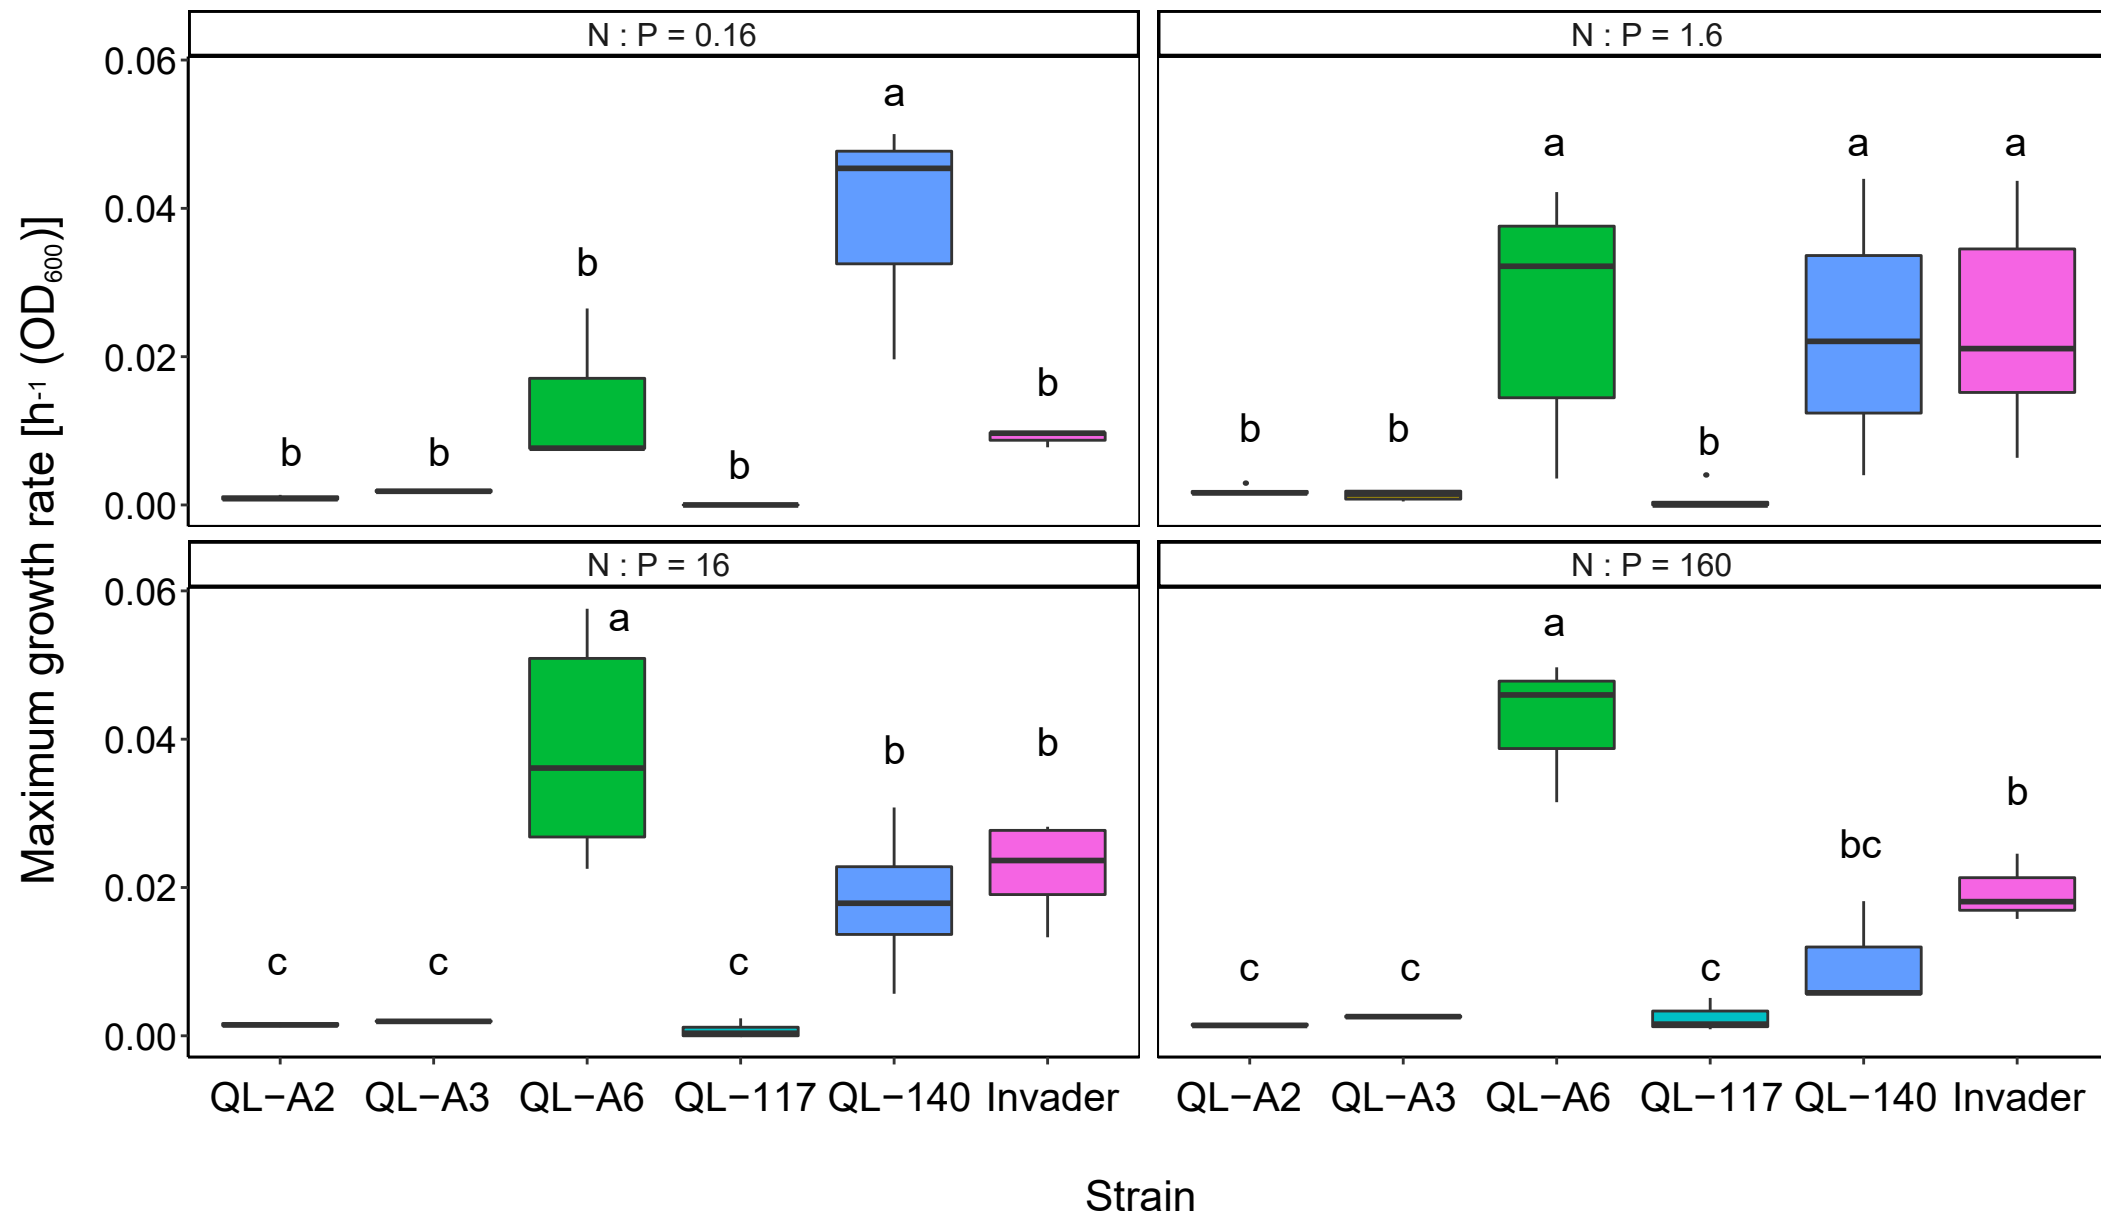 N : P = 0.16
N : P = 1.6
0.06
0.04
0.02
0.00
b b b b a b
b b a b a a
N : P = 16
N : P = 160
0.06
0.04
0.02
0.00
c c a c b b
c c a c bc b
QL−A2 QL−A3 QL−A6 QL−117 QL−140 Invader
QL−A2 QL−A3 QL−A6 QL−117 QL−140 Invader
Strain
Maximum growth rate [h-1 (OD600)]